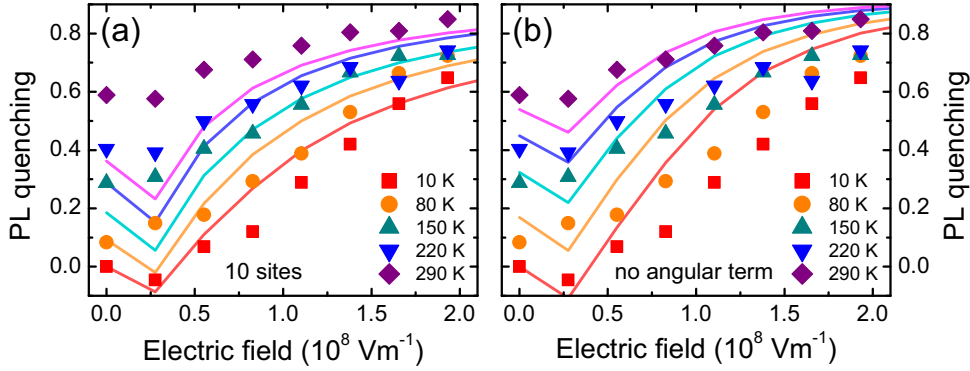 (a)
PL quenching
0.8
0.6
0.4
0.2
0.0
10 K
80 K
150 K
220 K
290 K
10 sites
0.0 0.5 1.0 1.5 2.0
Electric field (10⁸ Vm⁻¹)
(b)
10 K
80 K
150 K
220 K
290 K
no angular term
0.0 0.5 1.0 1.5 2.0
Electric field (10⁸ Vm⁻¹)
0.8
0.6
0.4
0.2
0.0
PL quenching